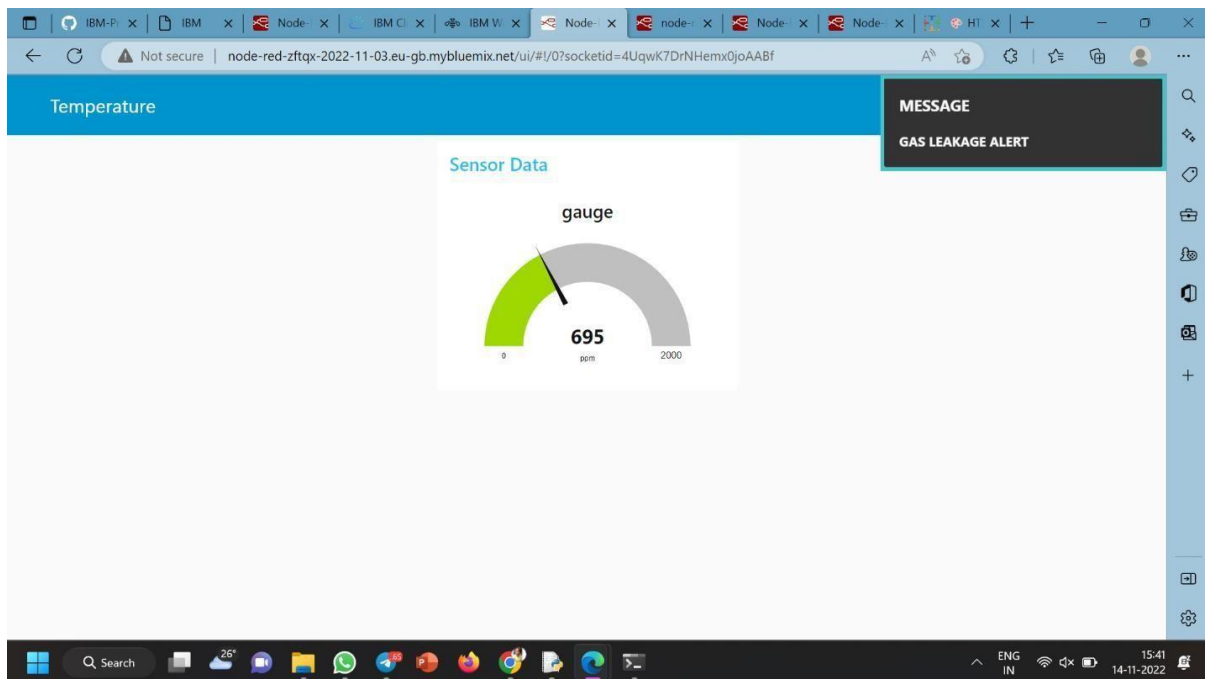 IBM-Pr
IBM
Node-
IBM Cl
IBM W
Node-
node-r
Node-
Node-
HT
Not secure
node-red-zftqx-2022-11-03.eu-gb.mybluemix.net/ui/#!/0?socketid=4UqwK7DrNHemx0joAABf
Temperature
MESSAGE
GAS LEAKAGE ALERT
Sensor Data
gauge
695
0
ppm
2000
Search
26°
ENG
IN
15:41
14-11-2022